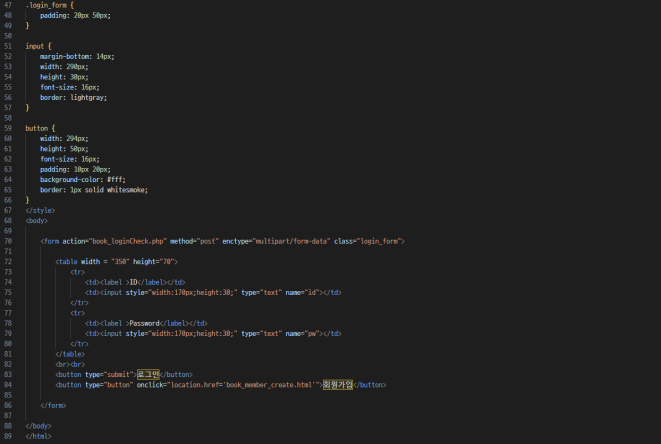 47 .login_form {
48 padding: 20px 50px;
49 }
50
51 input {
52 margin-bottom: 14px;
53 width: 290px;
54 height: 30px;
55 font-size: 16px;
56 border: lightgray;
57 }
58
59 button {
60 width: 294px;
61 height: 50px;
62 font-size: 16px;
63 padding: 10px 20px;
64 background-color: #fff;
65 border: 1px solid whitesmoke;
66 }
67 </style>
68 <body>
69
70 <form action="book_loginCheck.php" method="post" enctype="multipart/form-data" class="login_form">
71
72 <table width = "350" height="70">
73 <tr>
74 <td><label >ID</label></td>
75 <td><input style="width:170px;height:30;" type="text" name="id"></td>
76 </tr>
77 <tr>
78 <td><label >Password</label></td>
79 <td><input style="width:170px;height:30;" type="text" name="pw"></td>
80 </tr>
81 </table>
82 <br><br>
83 <button type="submit">로그인</button>
84 <button type="button" onclick="location.href='book_member_create.html'">회원가입</button>
85
86 </form>
87
88 </body>
89 </html>